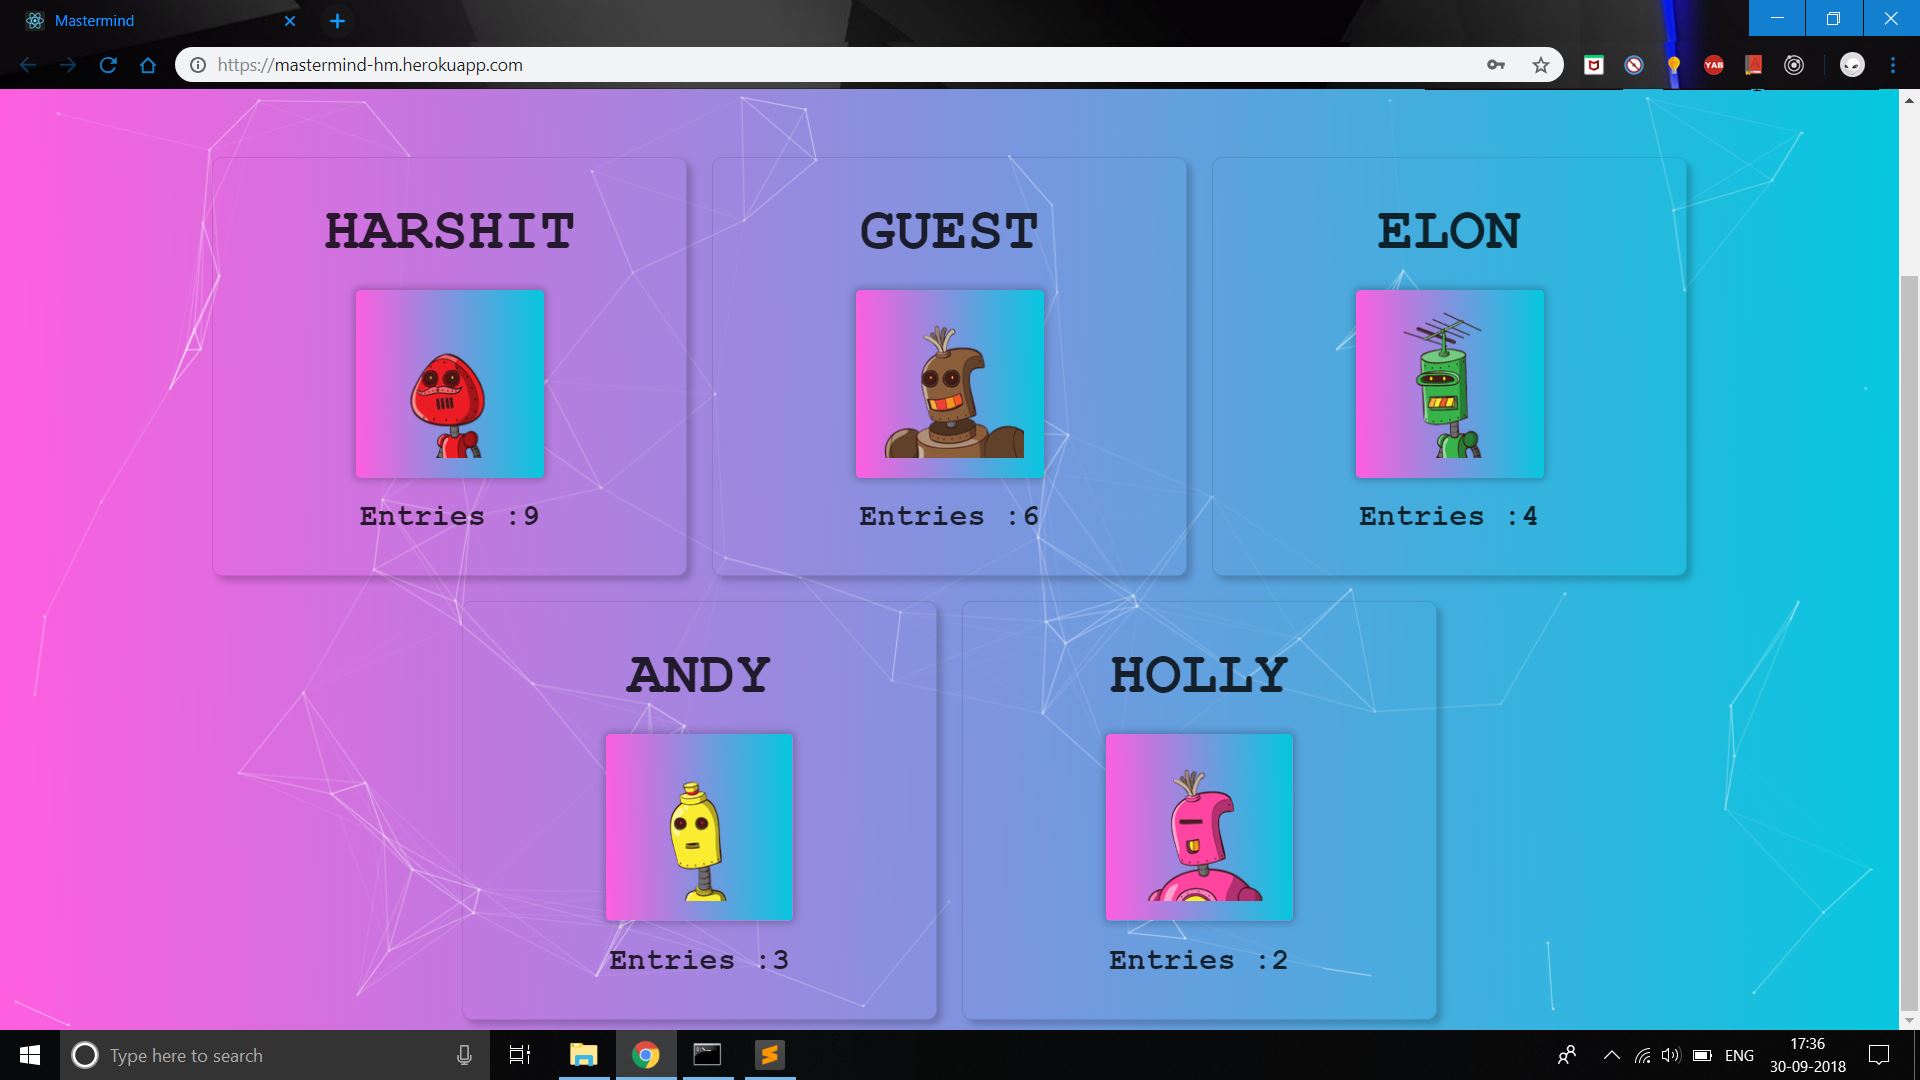 Mastermind
https://mastermind-hm.herokuapp.com
YAB
HARSHIT
GUEST
ELON
Entries :9
Entries :6
Entries :4
ANDY
HOLLY
Entries :3
Entries :2
Type here to search
ENG
17:36
30-09-2018